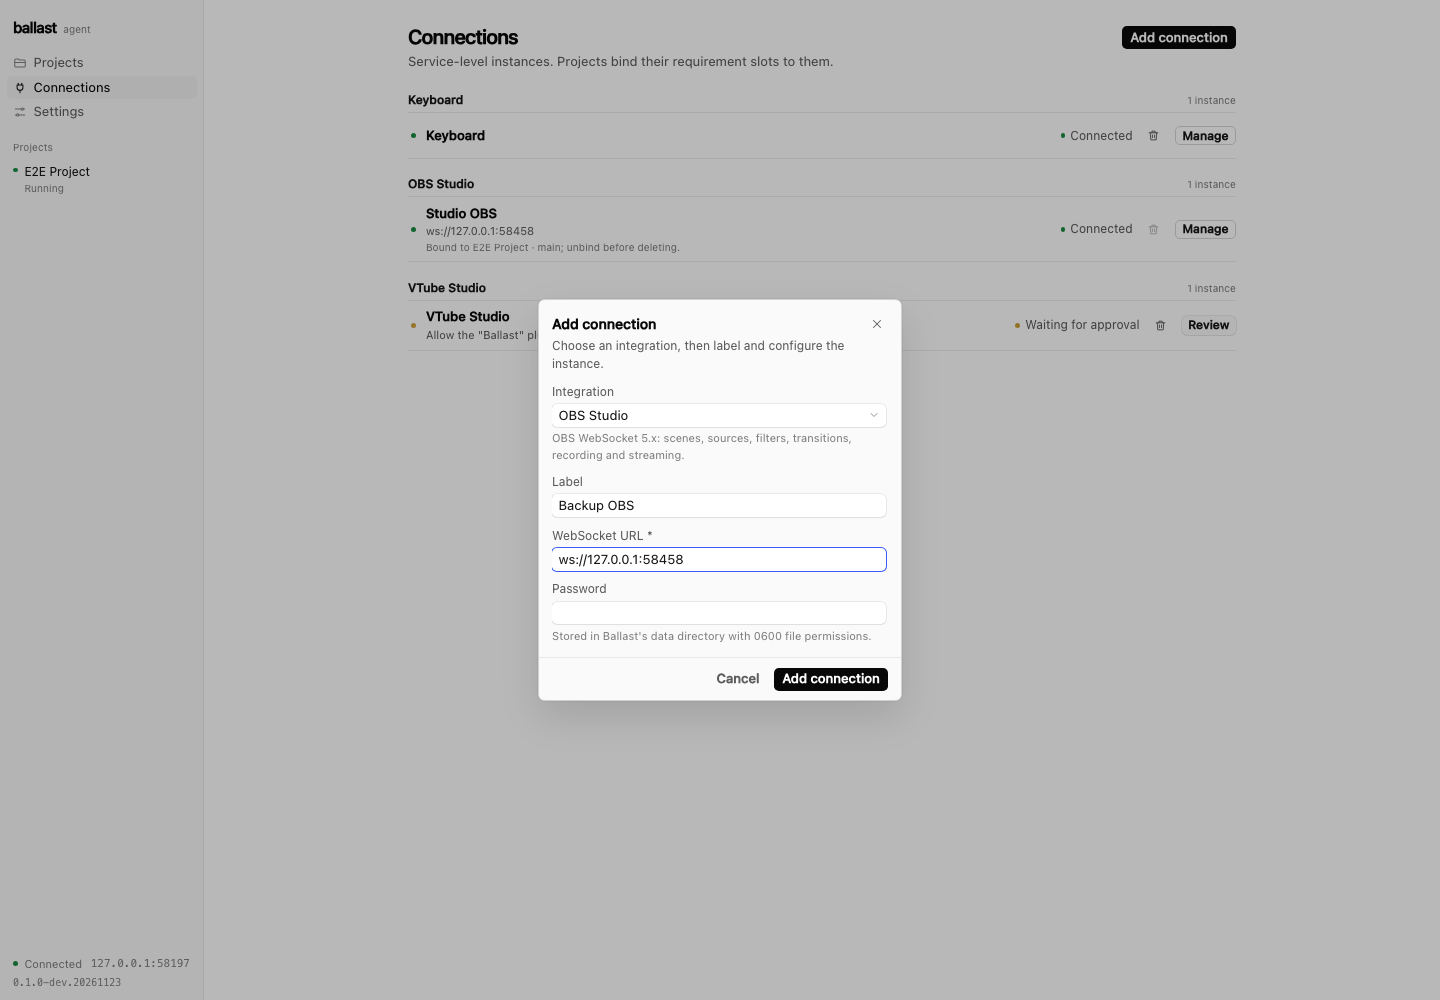 ballast agent
Projects
Connections
Settings
Projects
E2E Project
Running
Connected 127.0.0.1:58197
0.1.0-dev.20261123
Connections
Add connection
Service-level instances. Projects bind their requirement slots to them.
Keyboard
1 instance
Keyboard
Connected
Manage
OBS Studio
1 instance
Studio OBS
ws://127.0.0.1:58458
Bound to E2E Project · main; unbind before deleting.
Connected
Manage
VTube Studio
1 instance
VTube Studio
Allow the "Ballast"
Waiting for approval
Review
Add connection
Choose an integration, then label and configure the
instance.
Integration
OBS Studio
OBS WebSocket 5.x: scenes, sources, filters, transitions,
recording and streaming.
Label
Backup OBS
WebSocket URL *
ws://127.0.0.1:58458
Password
Stored in Ballast's data directory with 0600 file permissions.
Cancel
Add connection